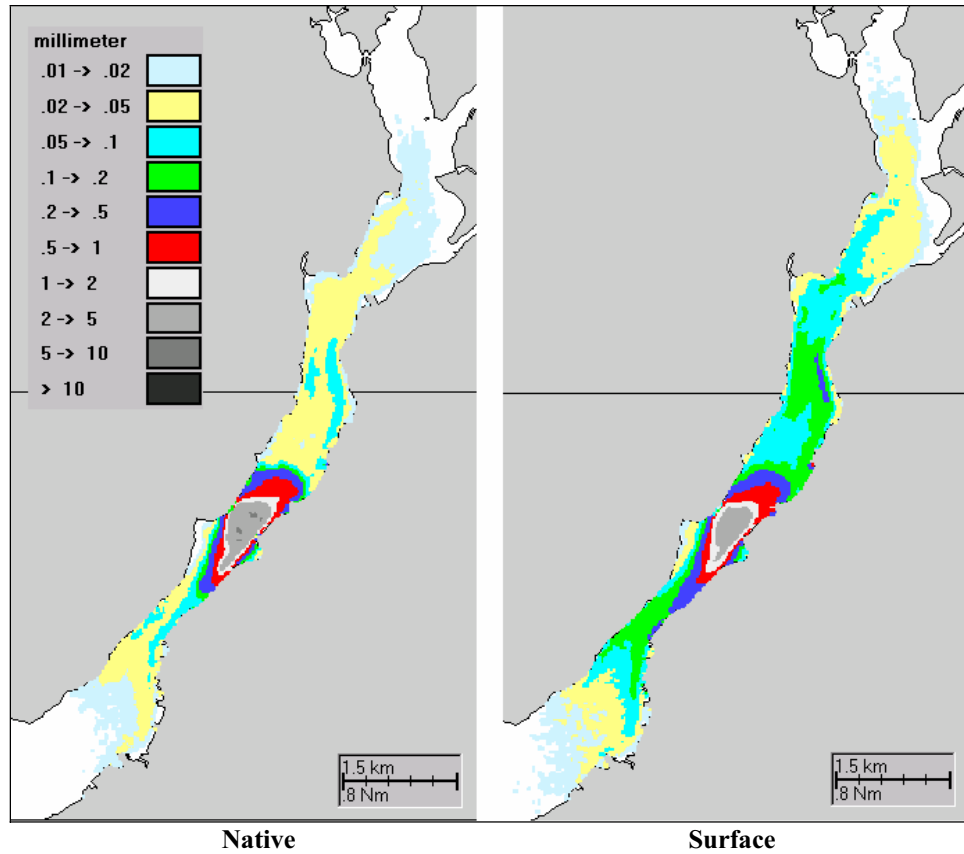 millimeter
.01 -> .02
.02 -> .05
.05 -> .1
.1 -> .2
.2 -> .5
.5 -> 1
1 -> 2
2 -> 5
5 -> 10
> 10
1.5 km
.8 Nm
1.5 km
.8 Nm
Native
Surface